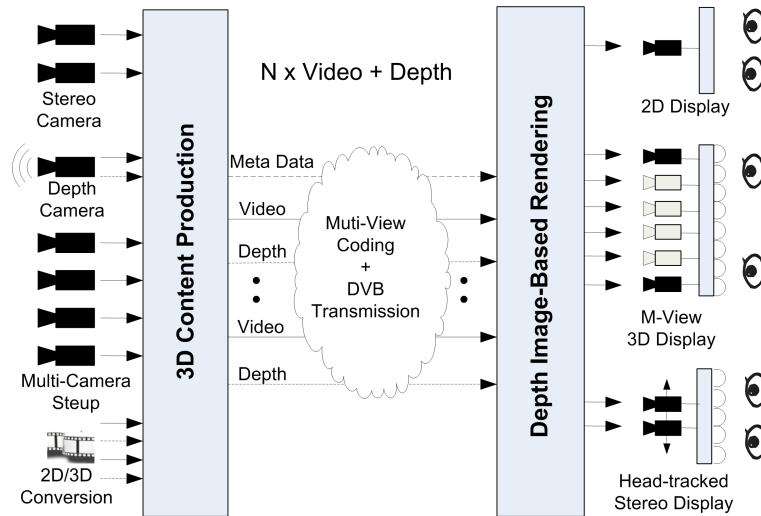 Stereo
Camera
Depth
Camera
Multi-Camera
Steup
2D/3D
Conversion
3D Content Production
N x Video + Depth
Meta Data
Video
Depth
Video
Depth
Muti-View
Coding
+
DVB
Transmission
Depth Image-Based Rendering
2D Display
M-View
3D Display
Head-tracked
Stereo Display